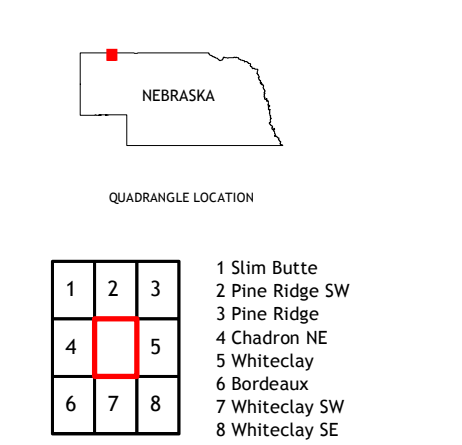 NEBRASKA
QUADRANGLE LOCATION
1 2 3
4 5
6 7 8
1 Slim Butte
2 Pine Ridge SW
3 Pine Ridge
4 Chadron NE
5 Whiteclay
6 Bordeaux
7 Whiteclay SW
8 Whiteclay SE